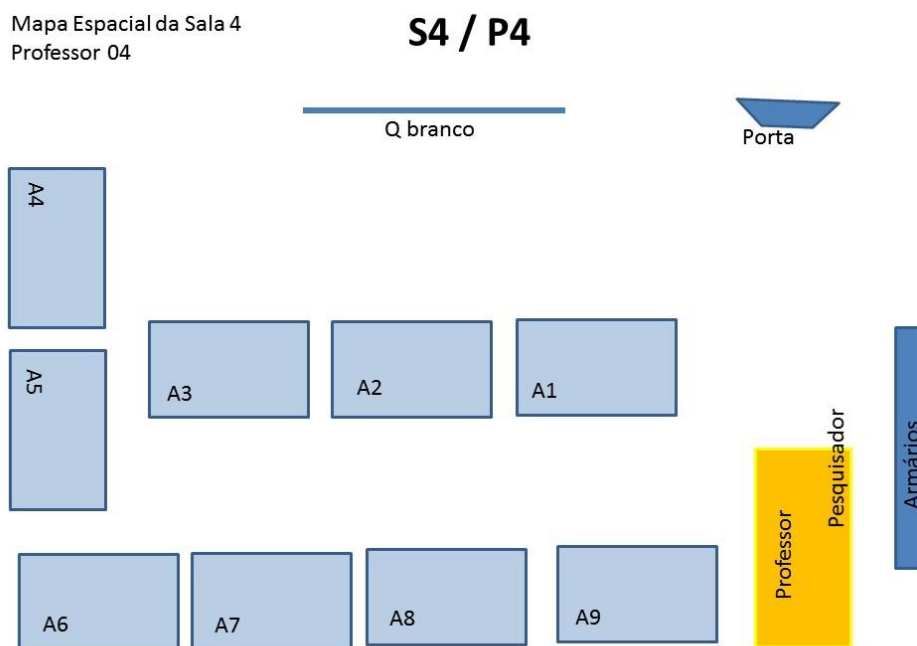 Mapa Espacial da Sala 4
Professor 04
S4 / P4
Q branco
Porta
A4
A5
A3
A2
A1
Pesquisador
Armários
Professor
A6
A7
A8
A9